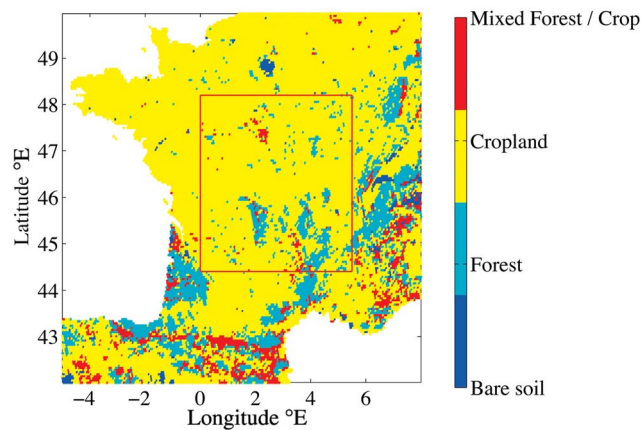 Mixed Forest / Crop
Cropland
Forest
Bare soil
Latitude °E
49
48
47
46
45
44
43
−4
−2
0
2
4
6
Longitude °E